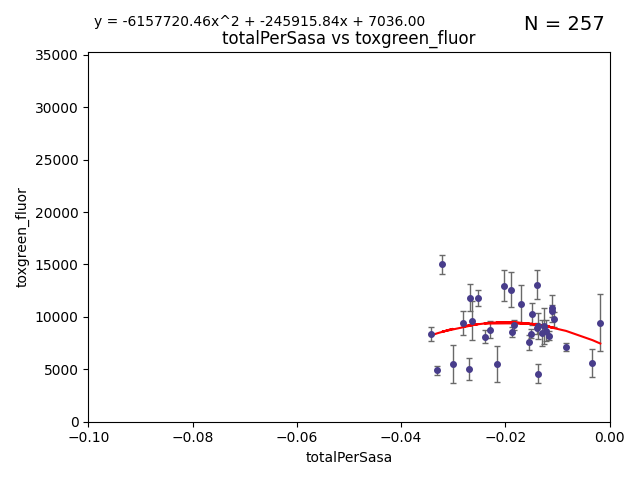 y = -6157720.46x^2 + -245915.84x + 7036.00
N = 257
totalPerSasa vs toxgreen_fluor
35000
30000
25000
20000
15000
10000
5000
0
toxgreen_fluor
−0.10
−0.08
−0.06
−0.04
−0.02
0.00
totalPerSasa